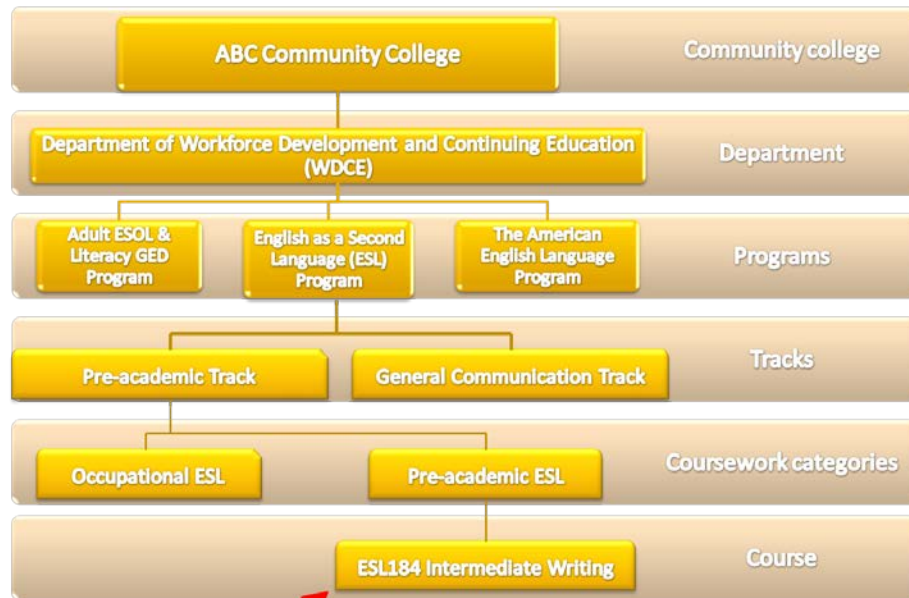 ABC Community College
Community college
Department of Workforce Development and Continuing Education
(WDCE)
Department
Adult ESOL &
Literacy GED
Program
English as a Second
Language (ESL)
Program
The American
English Language
Program
Programs
Pre-academic Track
General Communication Track
Tracks
Occupational ESL
Pre-academic ESL
Coursework categories
ESL184 Intermediate Writing
Course